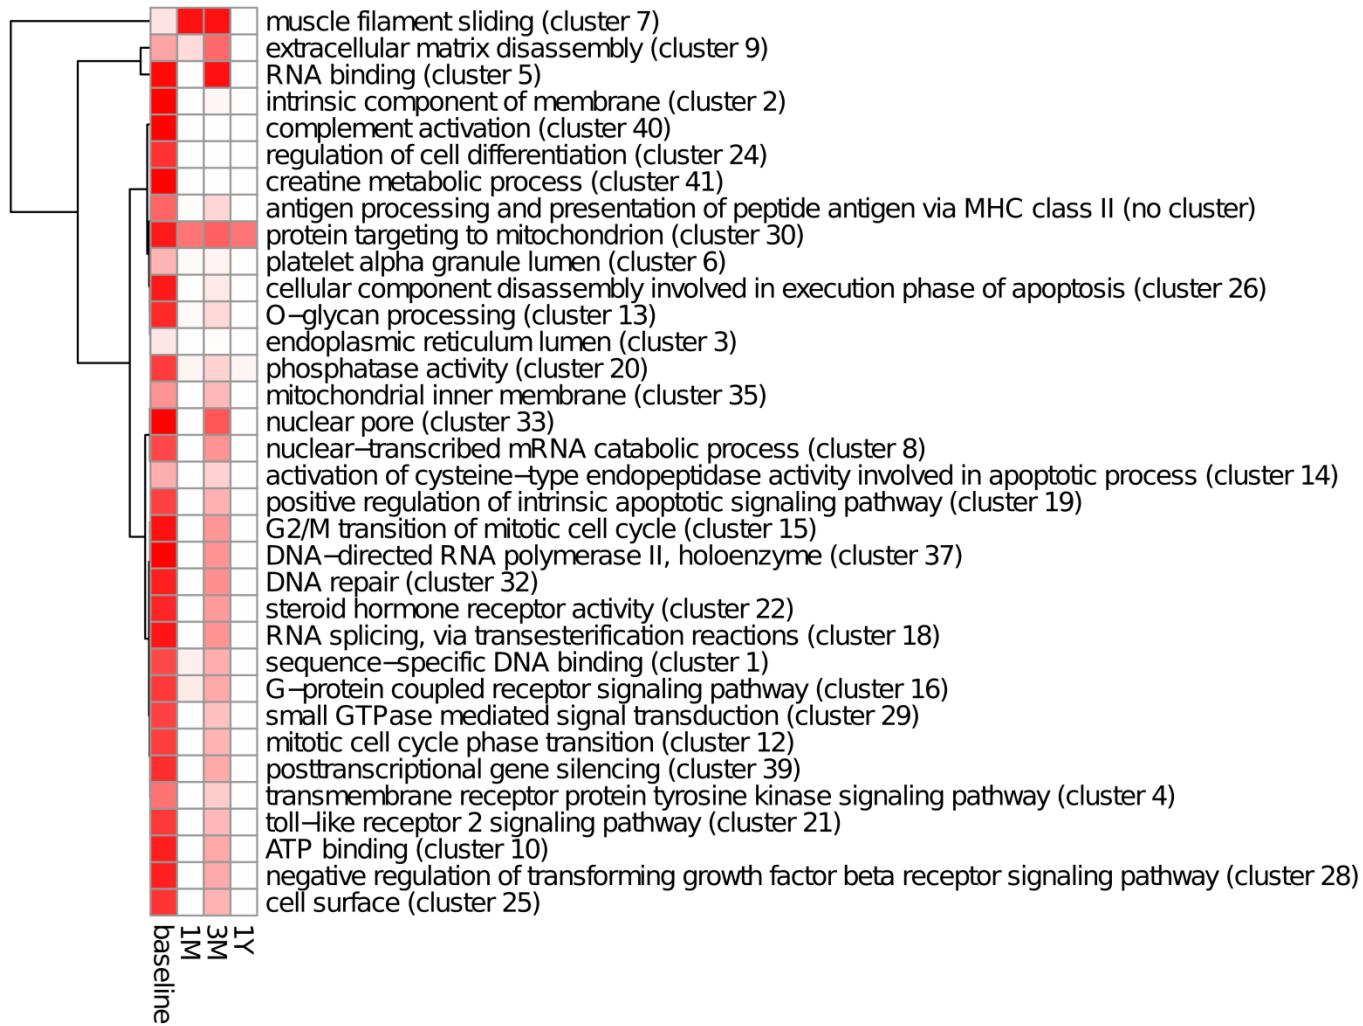 muscle filament sliding (cluster 7)
extracellular matrix disassembly (cluster 9)
RNA binding (cluster 5)
intrinsic component of membrane (cluster 2)
complement activation (cluster 40)
regulation of cell differentiation (cluster 24)
creatine metabolic process (cluster 41)
antigen processing and presentation of peptide antigen via MHC class II (no cluster)
protein targeting to mitochondrion (cluster 30)
platelet alpha granule lumen (cluster 6)
cellular component disassembly involved in execution phase of apoptosis (cluster 26)
O−glycan processing (cluster 13)
endoplasmic reticulum lumen (cluster 3)
phosphatase activity (cluster 20)
mitochondrial inner membrane (cluster 35)
nuclear pore (cluster 33)
nuclear−transcribed mRNA catabolic process (cluster 8)
activation of cysteine−type endopeptidase activity involved in apoptotic process (cluster 14)
positive regulation of intrinsic apoptotic signaling pathway (cluster 19)
G2/M transition of mitotic cell cycle (cluster 15)
DNA−directed RNA polymerase II, holoenzyme (cluster 37)
DNA repair (cluster 32)
steroid hormone receptor activity (cluster 22)
RNA splicing, via transesterification reactions (cluster 18)
sequence−specific DNA binding (cluster 1)
G−protein coupled receptor signaling pathway (cluster 16)
small GTPase mediated signal transduction (cluster 29)
mitotic cell cycle phase transition (cluster 12)
posttranscriptional gene silencing (cluster 39)
transmembrane receptor protein tyrosine kinase signaling pathway (cluster 4)
toll−like receptor 2 signaling pathway (cluster 21)
ATP binding (cluster 10)
negative regulation of transforming growth factor beta receptor signaling pathway (cluster 28)
cell surface (cluster 25)
baseline
1M
3M
1Y